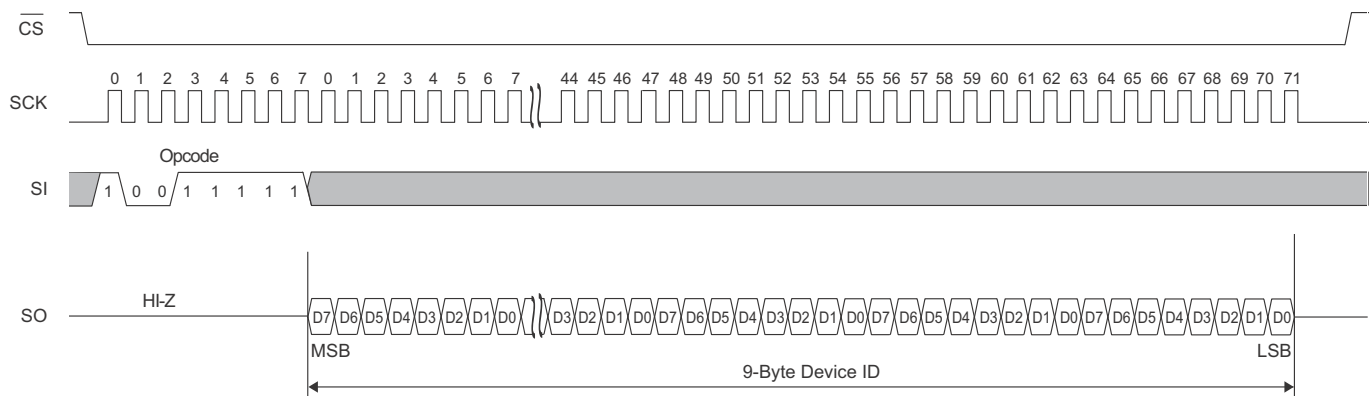 CS
0 1 2 3 4 5 6 7 0 1 2 3 4 5 6 7 44 45 46 47 48 49 50 51 52 53 54 55 56 57 58 59 60 61 62 63 64 65 66 67 68 69 70 71
SCK
Opcode
SI 1 0 0 1 1 1 1 1
HI-Z
SO D7 D6 D5 D4 D3 D2 D1 D0 D3 D2 D1 D0 D7 D6 D5 D4 D3 D2 D1 D0 D7 D6 D5 D4 D3 D2 D1 D0 D7 D6 D5 D4 D3 D2 D1 D0
MSB LSB
9-Byte Device ID